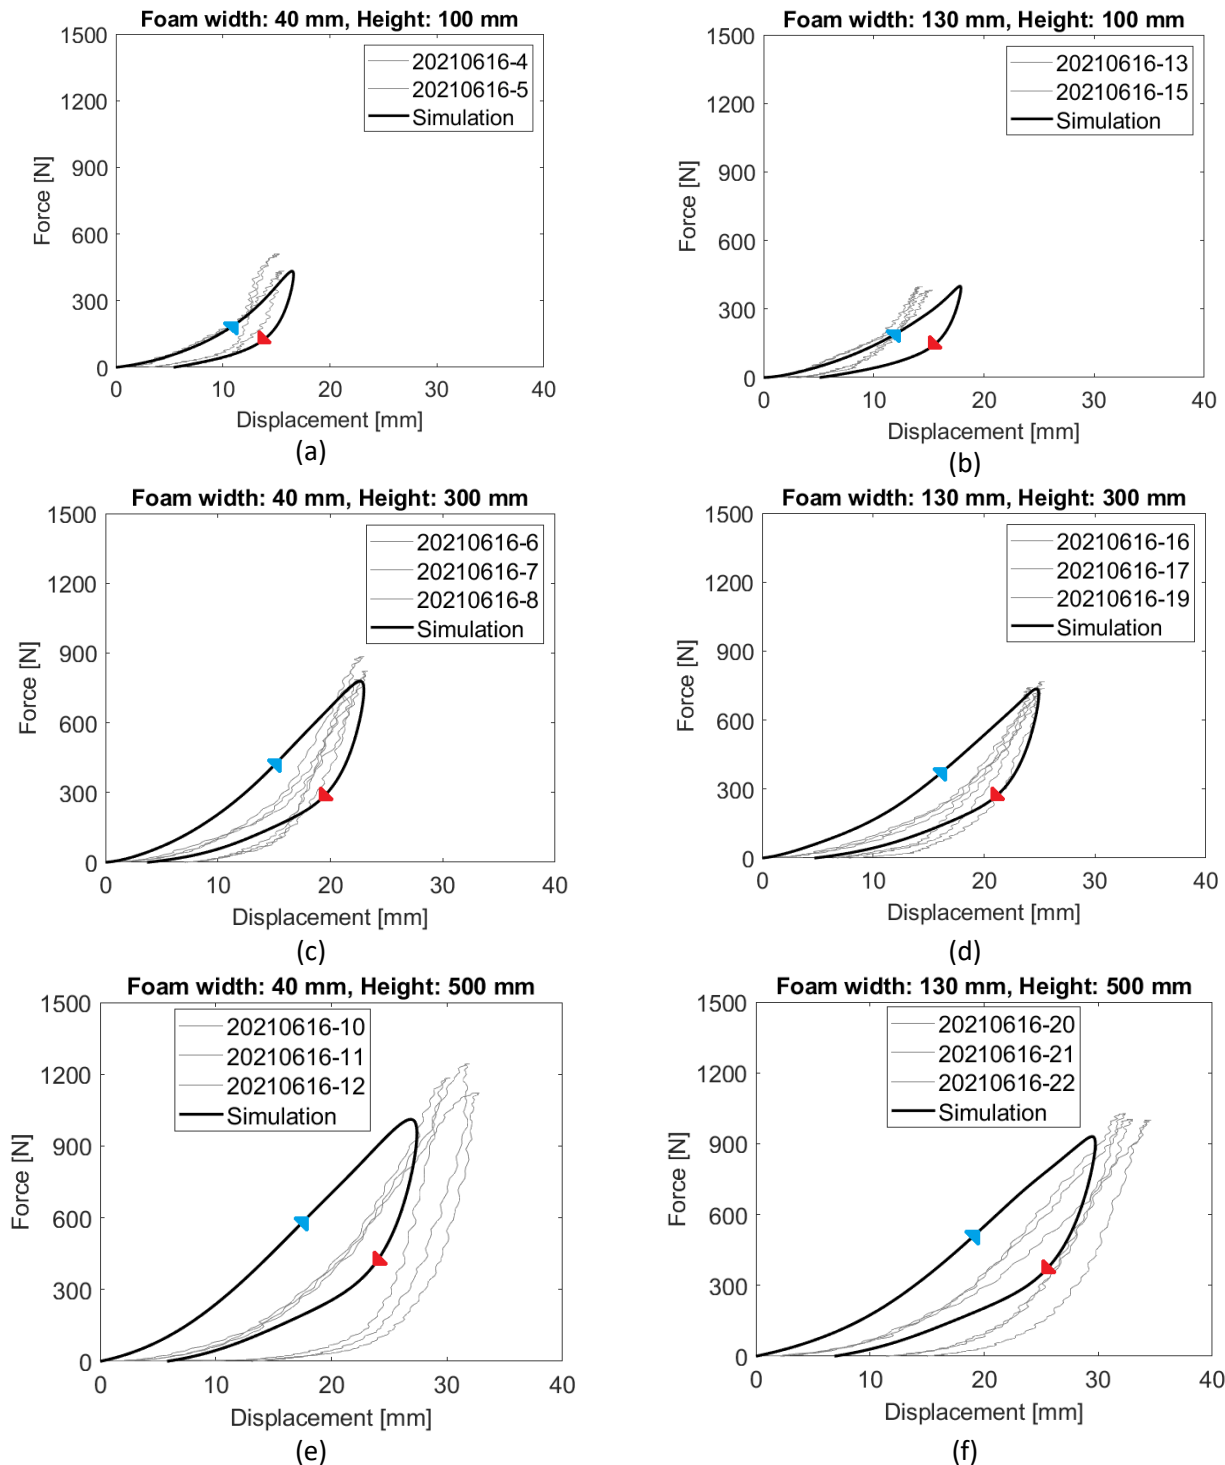 Foam width: 40 mm, Height: 100 mm
1500
1200
900
600
300
0
Force [N]
20210616-4
20210616-5
Simulation
0 10 20 30 40
Displacement [mm]
(a)
Foam width: 130 mm, Height: 100 mm
1500
1200
900
600
300
0
Force [N]
20210616-13
20210616-15
Simulation
0 10 20 30 40
Displacement [mm]
(b)
Foam width: 40 mm, Height: 300 mm
1500
1200
900
600
300
0
Force [N]
20210616-6
20210616-7
20210616-8
Simulation
0 10 20 30 40
Displacement [mm]
(c)
Foam width: 130 mm, Height: 300 mm
1500
1200
900
600
300
0
Force [N]
20210616-16
20210616-17
20210616-19
Simulation
0 10 20 30 40
Displacement [mm]
(d)
Foam width: 40 mm, Height: 500 mm
1500
1200
900
600
300
0
Force [N]
20210616-10
20210616-11
20210616-12
Simulation
0 10 20 30 40
Displacement [mm]
(e)
Foam width: 130 mm, Height: 500 mm
1500
1200
900
600
300
0
Force [N]
20210616-20
20210616-21
20210616-22
Simulation
0 10 20 30 40
Displacement [mm]
(f)